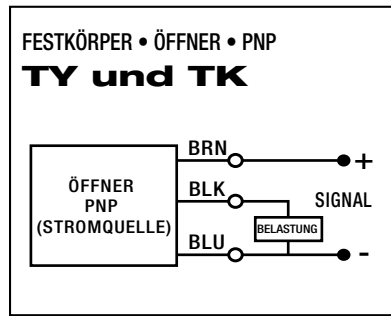 FESTKÖRPER • ÖFFNER • PNP
TY und TK
BRN
+
ÖFFNER
PNP
(STROMQUELLE)
BLK
SIGNAL
BELASTUNG
BLU
-